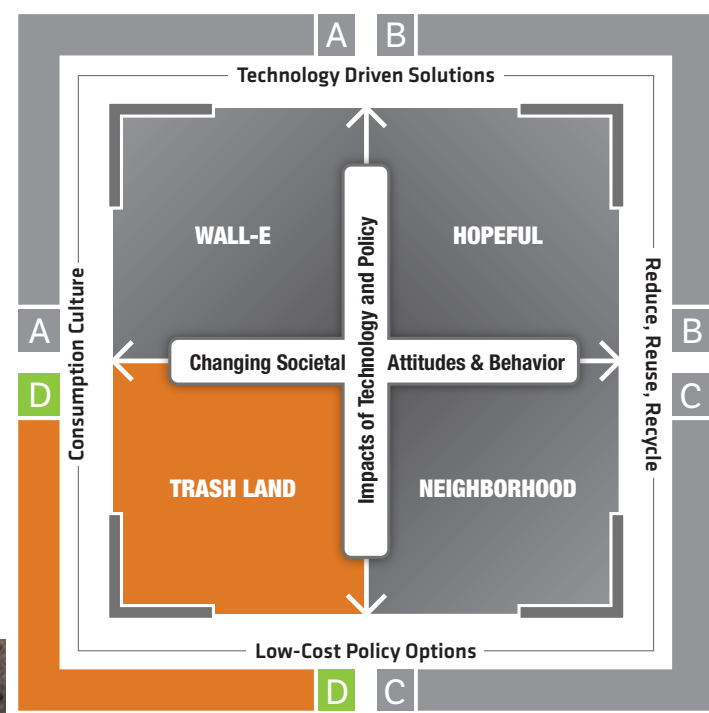 A B
Technology Driven Solutions
WALL-E
HOPEFUL
Impacts of Technology and Policy
Consumption Culture
Reduce, Reuse, Recycle
A
B
Changing Societal Attitudes & Behavior
D
C
TRASH LAND
NEIGHBORHOOD
Low-Cost Policy Options
D C